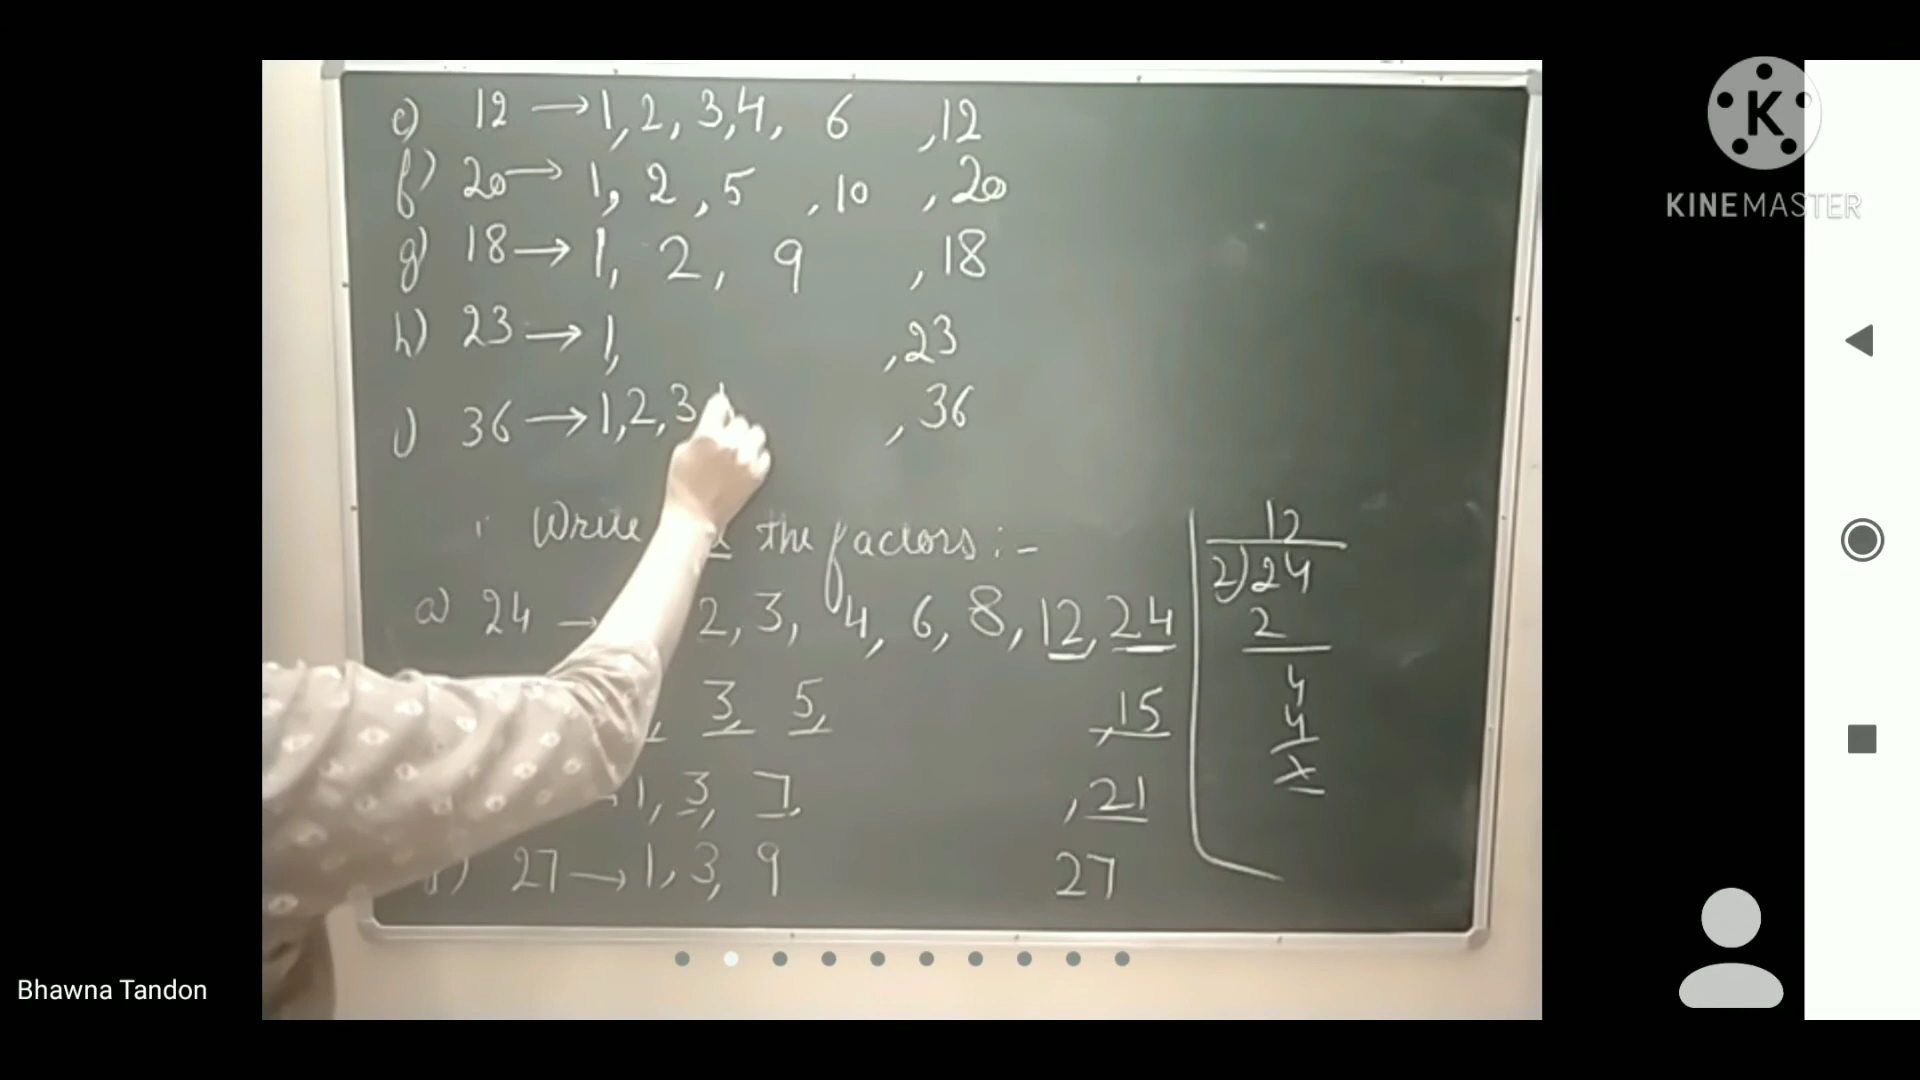 e) 12 → 1, 2, 3, 4, 6 , 12
f) 20 → 1, 2, 5 , 10 , 20
g) 18 → 1, 2, 9 , 18
h) 23 → 1, , 23
i) 36 → 1, 2, 3 , 36
Write the factors :-
a) 24 → 2, 3, 4, 6, 8, 12, 24
3, 5, , 15
1, 3, 7, , 21
27 → 1, 3, 9 27
12
2)24
2
4
4
x
KINEMASTER
Bhawna Tandon